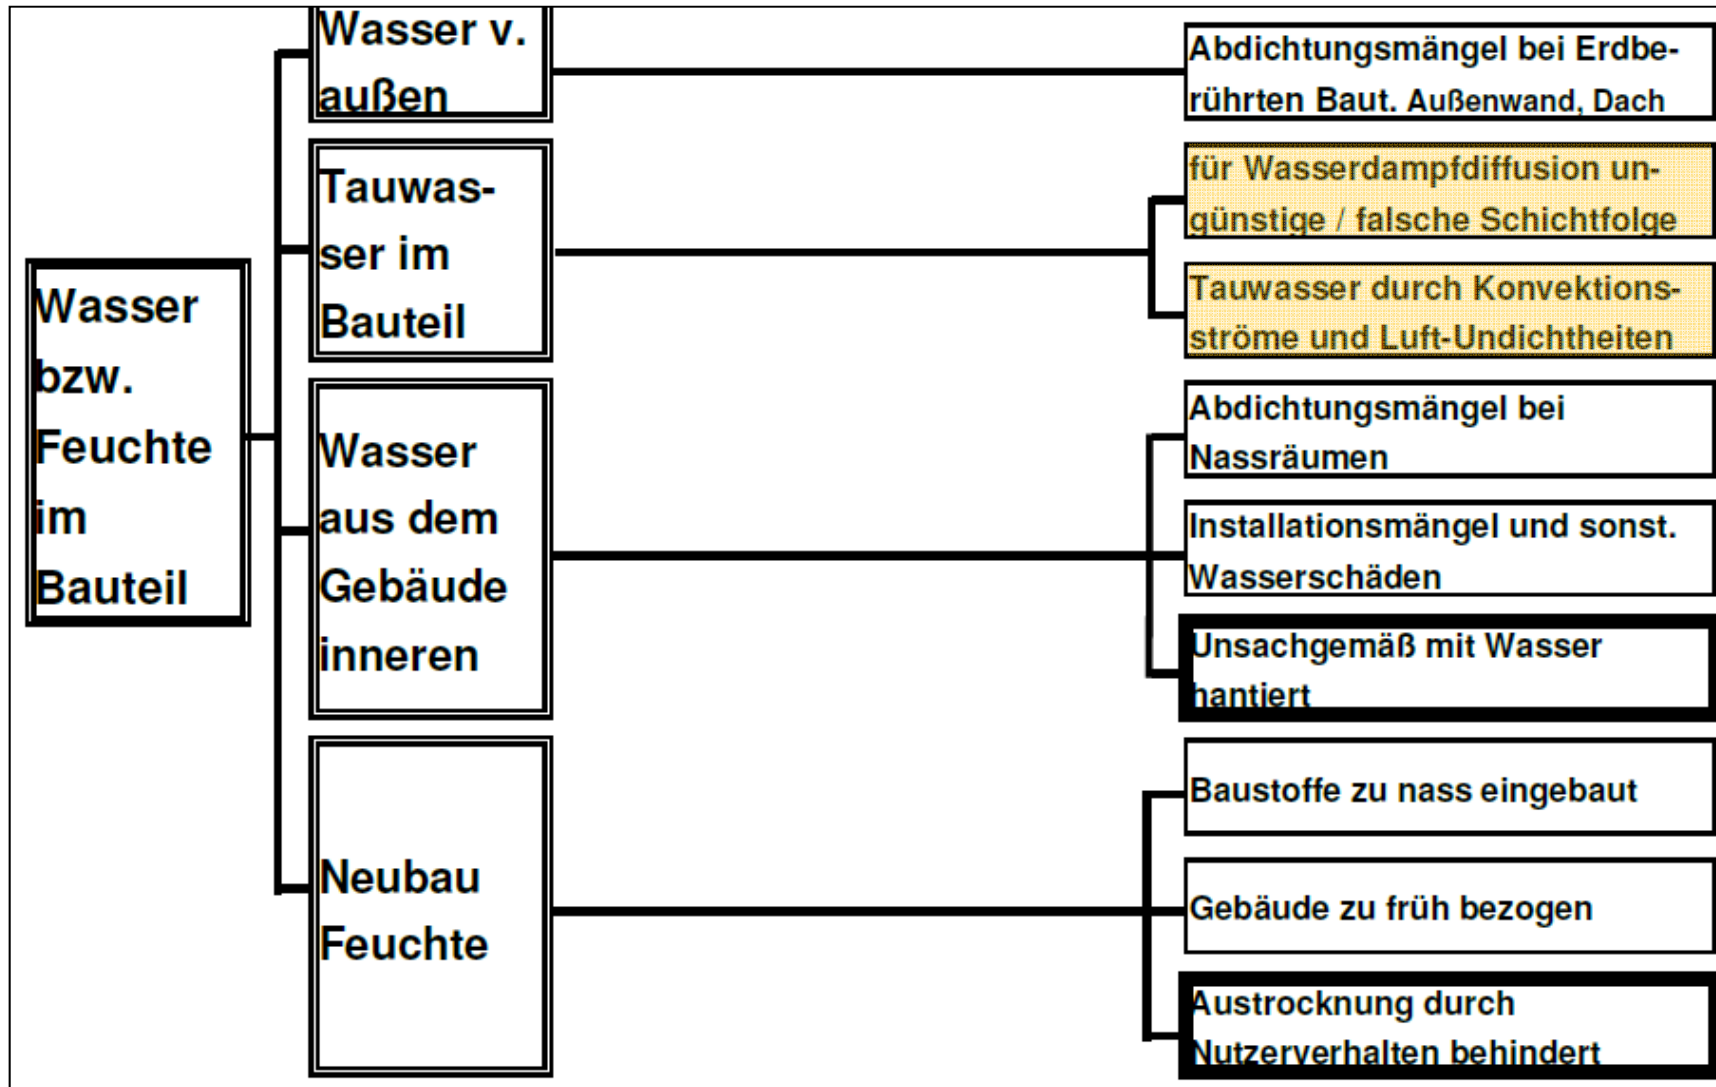 Wasser
bzw.
Feuchte
im
Bauteil
Wasser v.
außen
Abdichtungsmängel bei Erdbe-
rührten Baut. Außenwand, Dach
Tauwas-
ser im
Bauteil
für Wasserdampfdiffusion un-
günstige / falsche Schichtfolge
Tauwasser durch Konvektions-
ströme und Luft-Undichtheiten
Wasser
aus dem
Gebäude
inneren
Abdichtungsmängel bei
Nassräumen
Installationsmängel und sonst.
Wasserschäden
Unsachgemäß mit Wasser
hantiert
Neubau
Feuchte
Baustoffe zu nass eingebaut
Gebäude zu früh bezogen
Austrocknung durch
Nutzerverhalten behindert